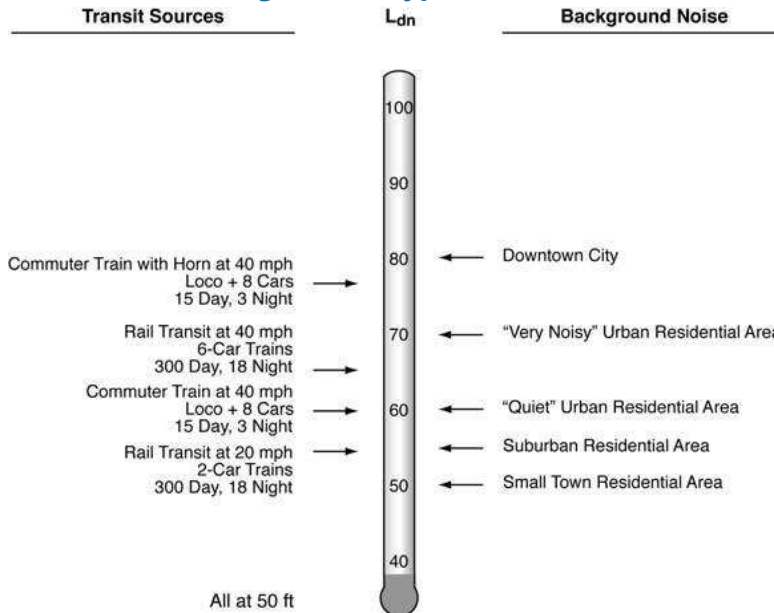 Transit Sources
Ldn
Background Noise
100
90
80
70
60
50
40
Commuter Train with Horn at 40 mph
Loco + 8 Cars
15 Day, 3 Night
Rail Transit at 40 mph
6-Car Trains
300 Day, 18 Night
Commuter Train at 40 mph
Loco + 8 Cars
15 Day, 3 Night
Rail Transit at 20 mph
2-Car Trains
300 Day, 18 Night
All at 50 ft
Downtown City
“Very Noisy” Urban Residential Area
“Quiet” Urban Residential Area
Suburban Residential Area
Small Town Residential Area